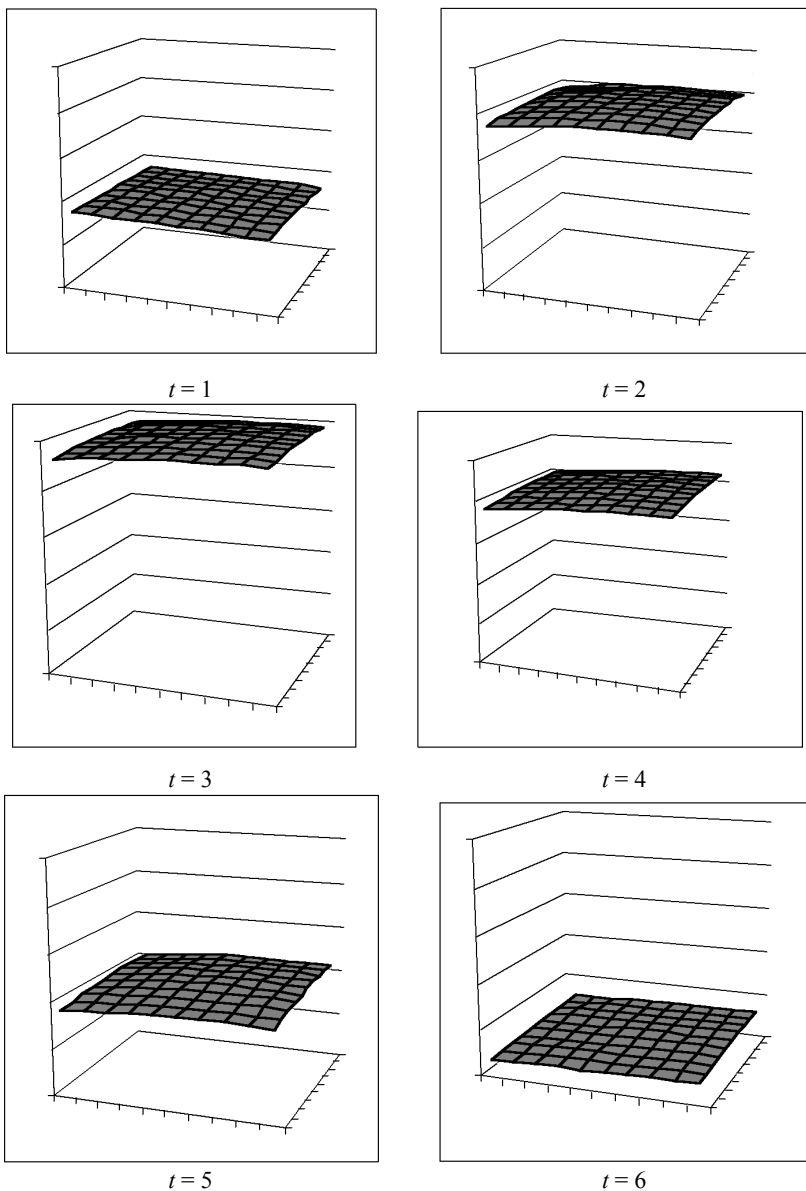 t = 1
t = 2
t = 3
t = 4
t = 5
t = 6